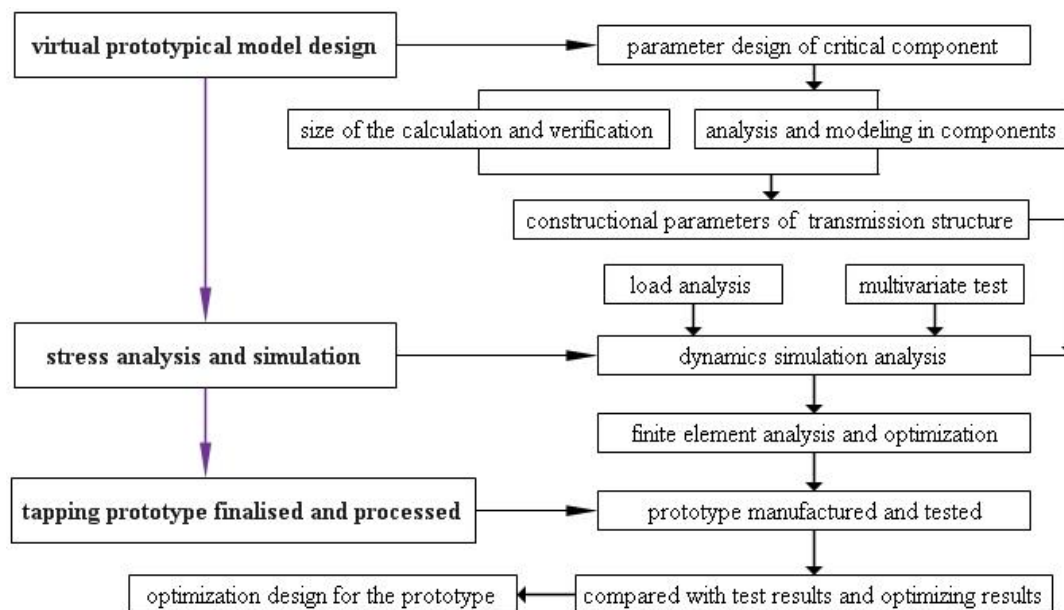 virtual prototypical model design
parameter design of critical component
size of the calculation and verification
analysis and modeling in components
constructional parameters of transmission structure
load analysis
multivariate test
stress analysis and simulation
dynamics simulation analysis
finite element analysis and optimization
tapping prototype finalised and processed
prototype manufactured and tested
optimization design for the prototype
compared with test results and optimizing results